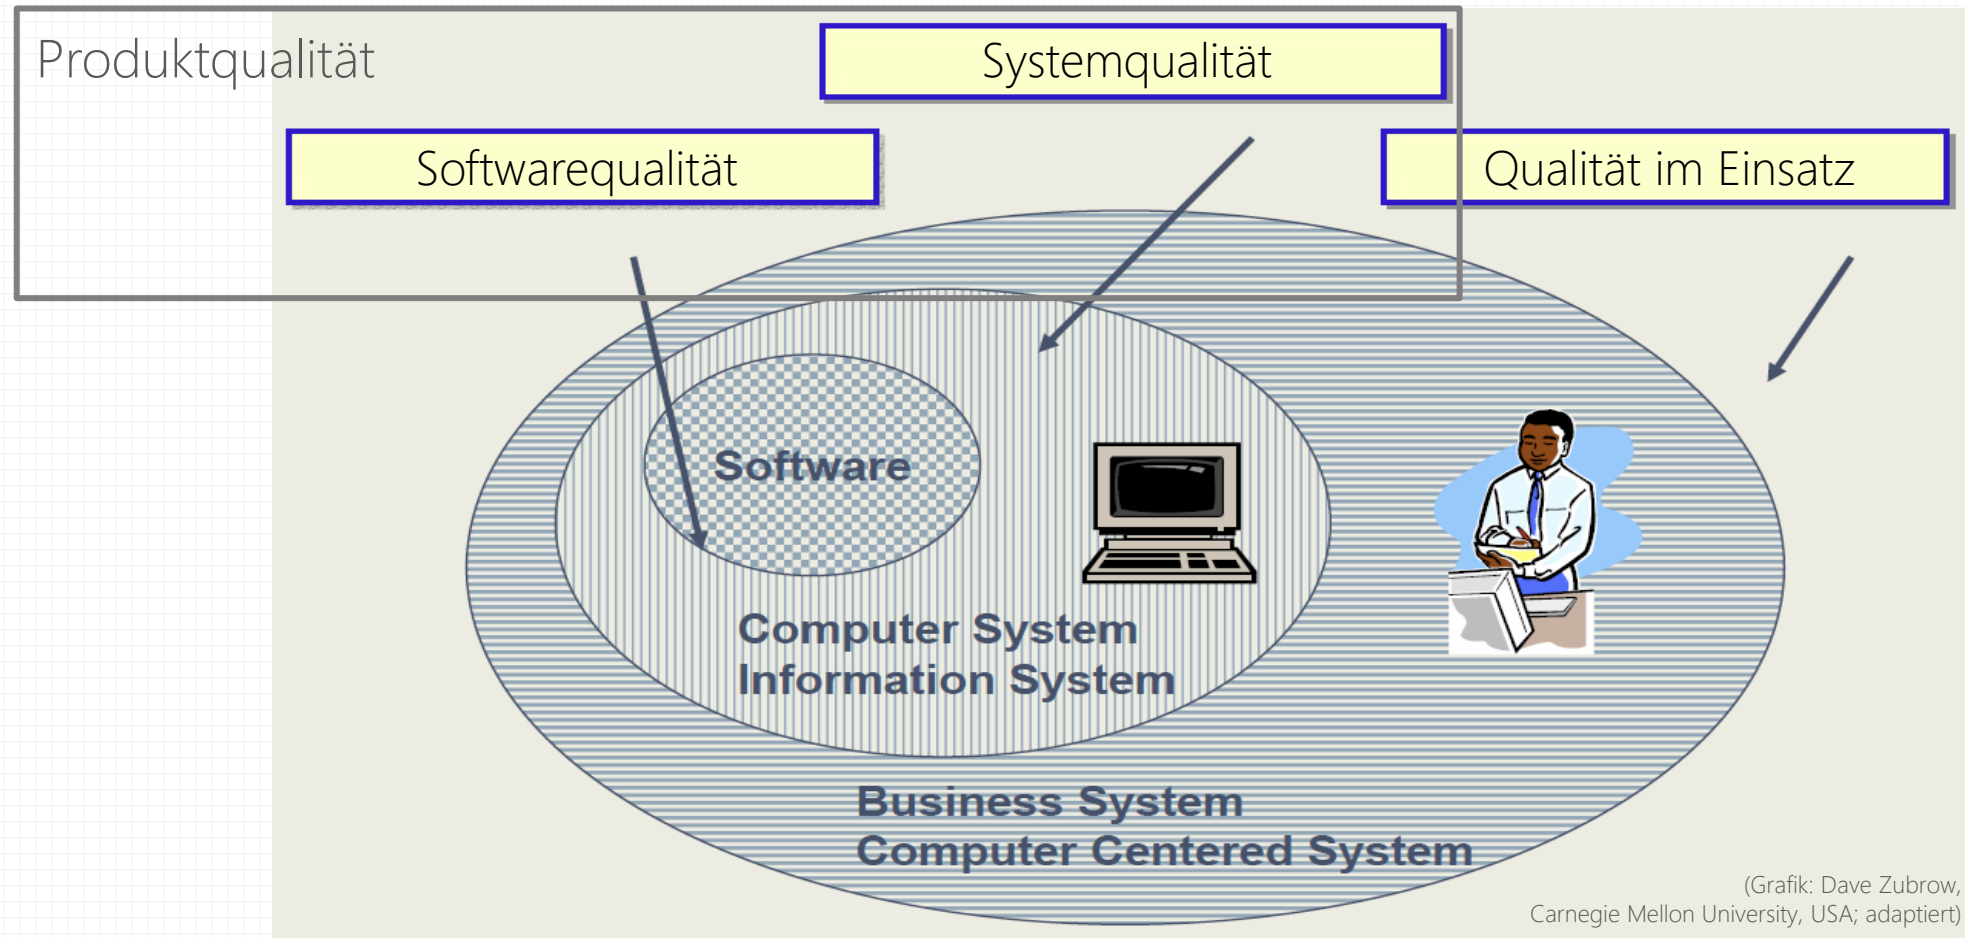 Produktqualität
Systemqualität
Softwarequalität
Qualität im Einsatz
Software
Computer System
Information System
Business System
Computer Centered System
(Grafik: Dave Zubrow,
Carnegie Mellon University, USA; adaptiert)